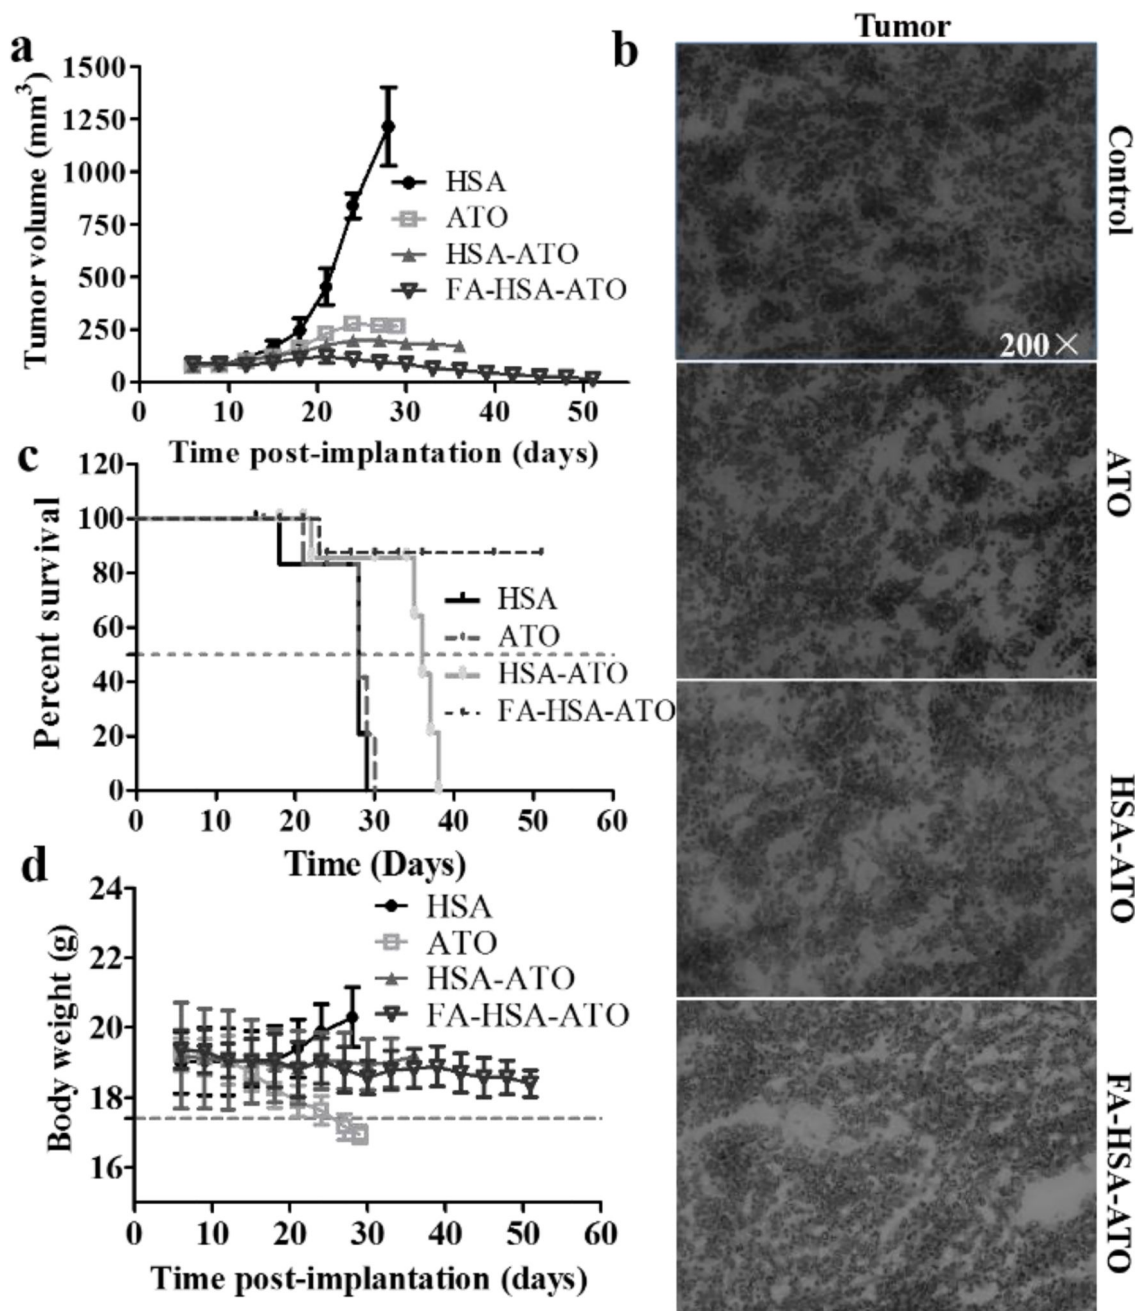 a
1500
1250
1000
750
500
250
0
Tumor volume (mm3)
HSA
ATO
HSA-ATO
FA-HSA-ATO
0 10 20 30 40 50
Time post-implantation (days)
b
Tumor
Control
200×
ATO
HSA-ATO
FA-HSA-ATO
c
120
100
80
60
40
20
0
Percent survival
HSA
ATO
HSA-ATO
FA-HSA-ATO
0 10 20 30 40 50 60
Time (Days)
d
24
22
20
18
16
Body weight (g)
HSA
ATO
HSA-ATO
FA-HSA-ATO
0 10 20 30 40 50 60
Time post-implantation (days)